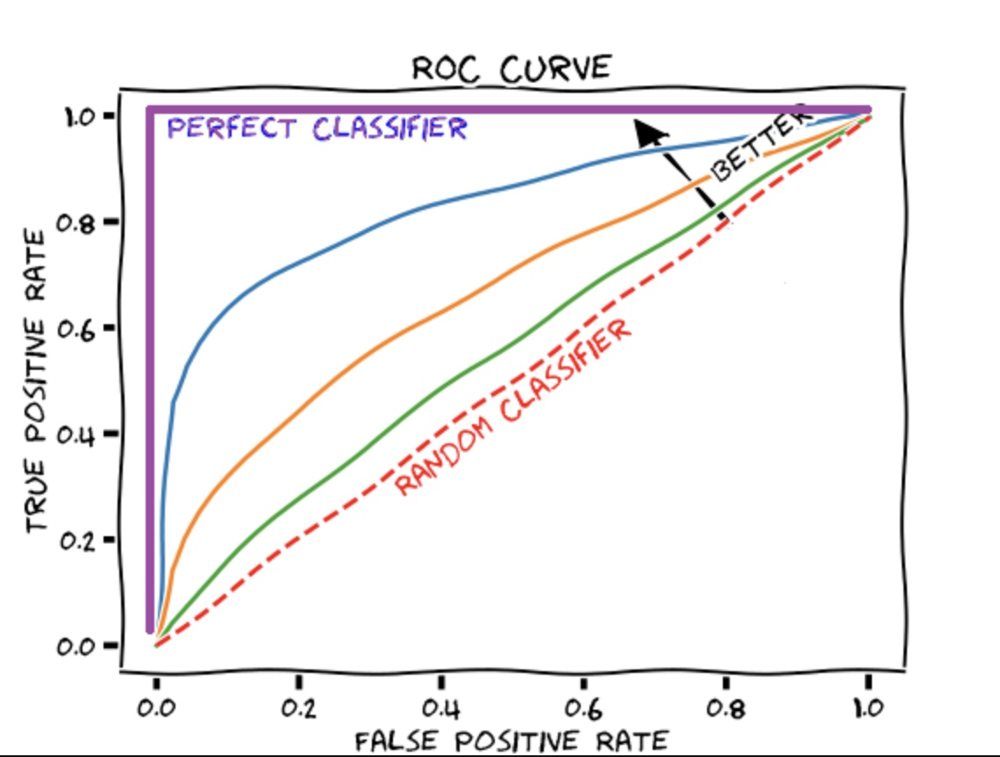 ROC CURVE
1.0
PERFECT CLASSIFIER
BETTER
0.8
0.6
RANDOM CLASSIFIER
0.4
0.2
0.0
TRUE POSITIVE RATE
0.0 0.2 0.4 0.6 0.8 1.0
FALSE POSITIVE RATE